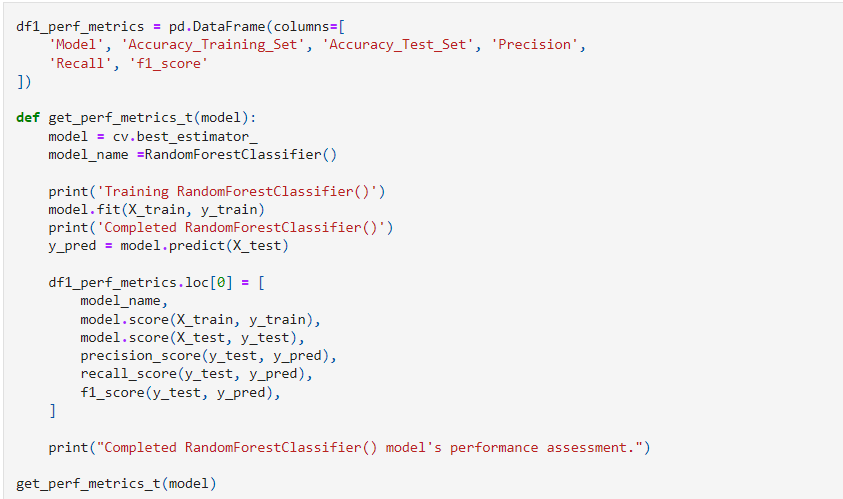 df1_perf_metrics = pd.DataFrame(columns=[
    'Model', 'Accuracy_Training_Set', 'Accuracy_Test_Set', 'Precision',
    'Recall', 'f1_score'
])
def get_perf_metrics_t(model):
    model = cv.best_estimator_
    model_name =RandomForestClassifier()
    print('Training RandomForestClassifier()')
    model.fit(X_train, y_train)
    print('Completed RandomForestClassifier()')
    y_pred = model.predict(X_test)
    df1_perf_metrics.loc[0] = [
        model_name,
        model.score(X_train, y_train),
        model.score(X_test, y_test),
        precision_score(y_test, y_pred),
        recall_score(y_test, y_pred),
        f1_score(y_test, y_pred),
    ]
    print("Completed RandomForestClassifier() model's performance assessment.")
get_perf_metrics_t(model)